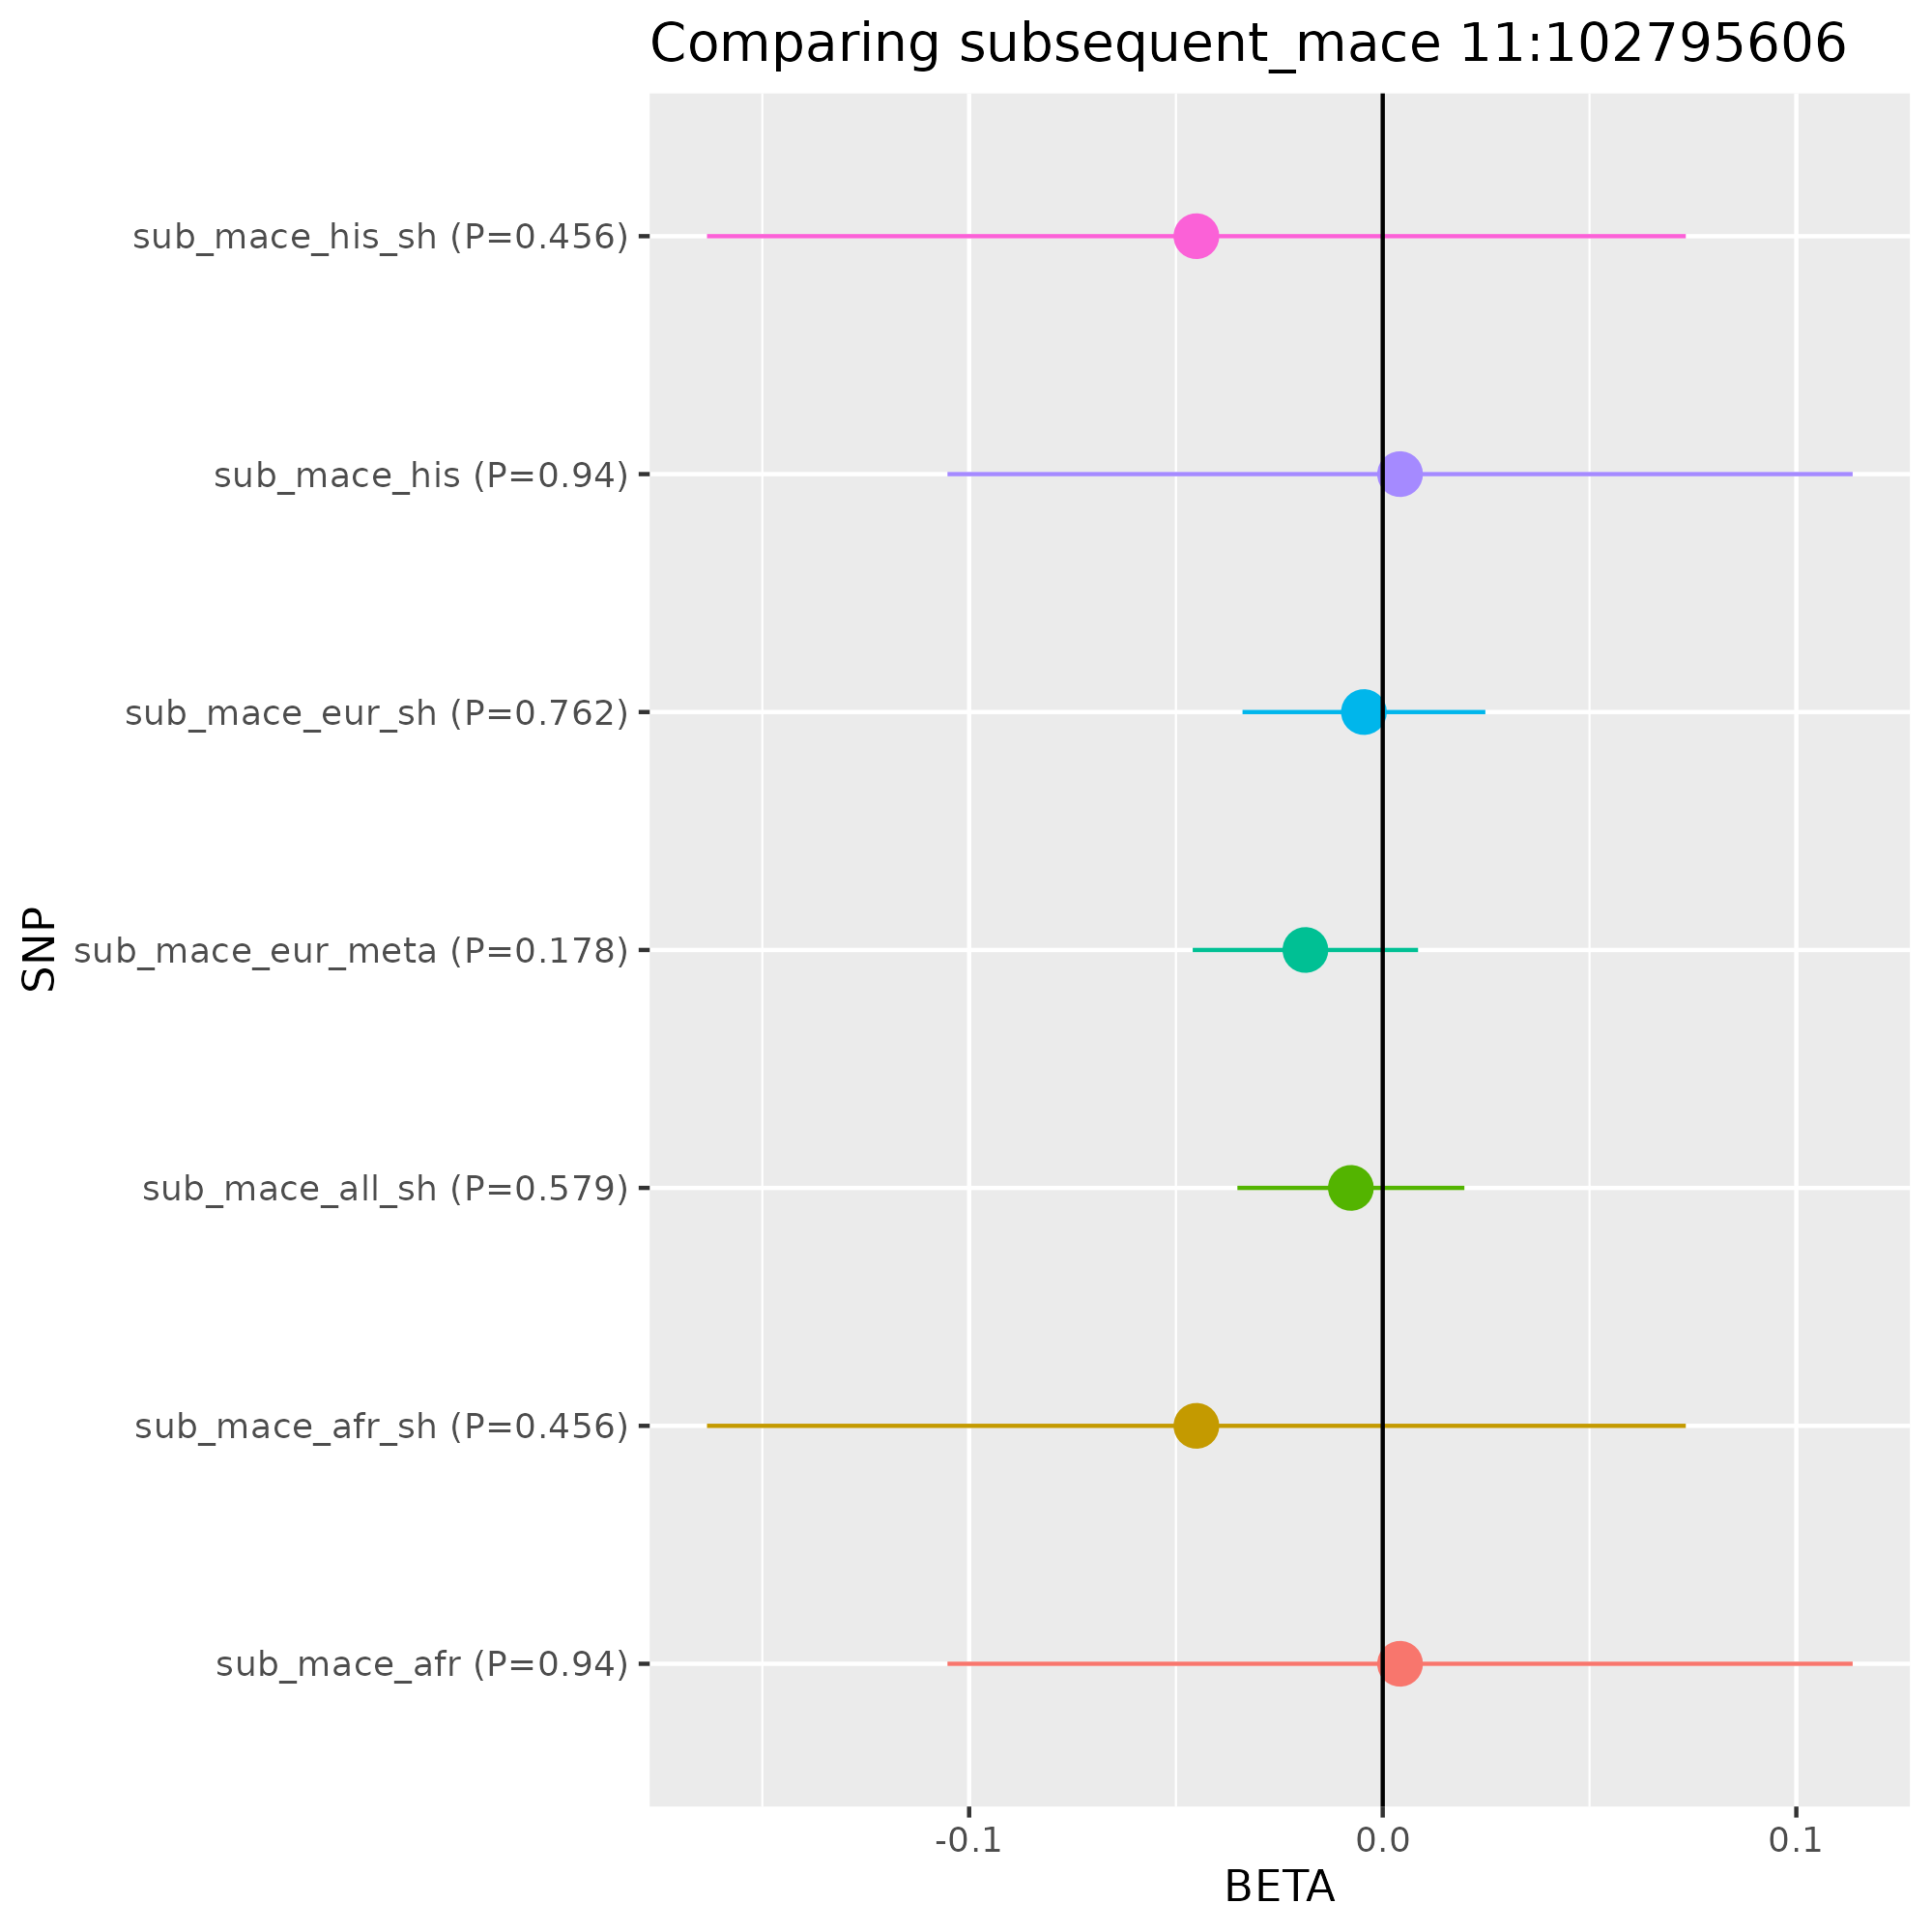 Comparing subsequent_mace 11:102795606
sub_mace_his_sh (P=0.456)
sub_mace_his (P=0.94)
sub_mace_eur_sh (P=0.762)
SNP
sub_mace_eur_meta (P=0.178)
sub_mace_all_sh (P=0.579)
sub_mace_afr_sh (P=0.456)
sub_mace_afr (P=0.94)
-0.1 0.0 0.1
BETA